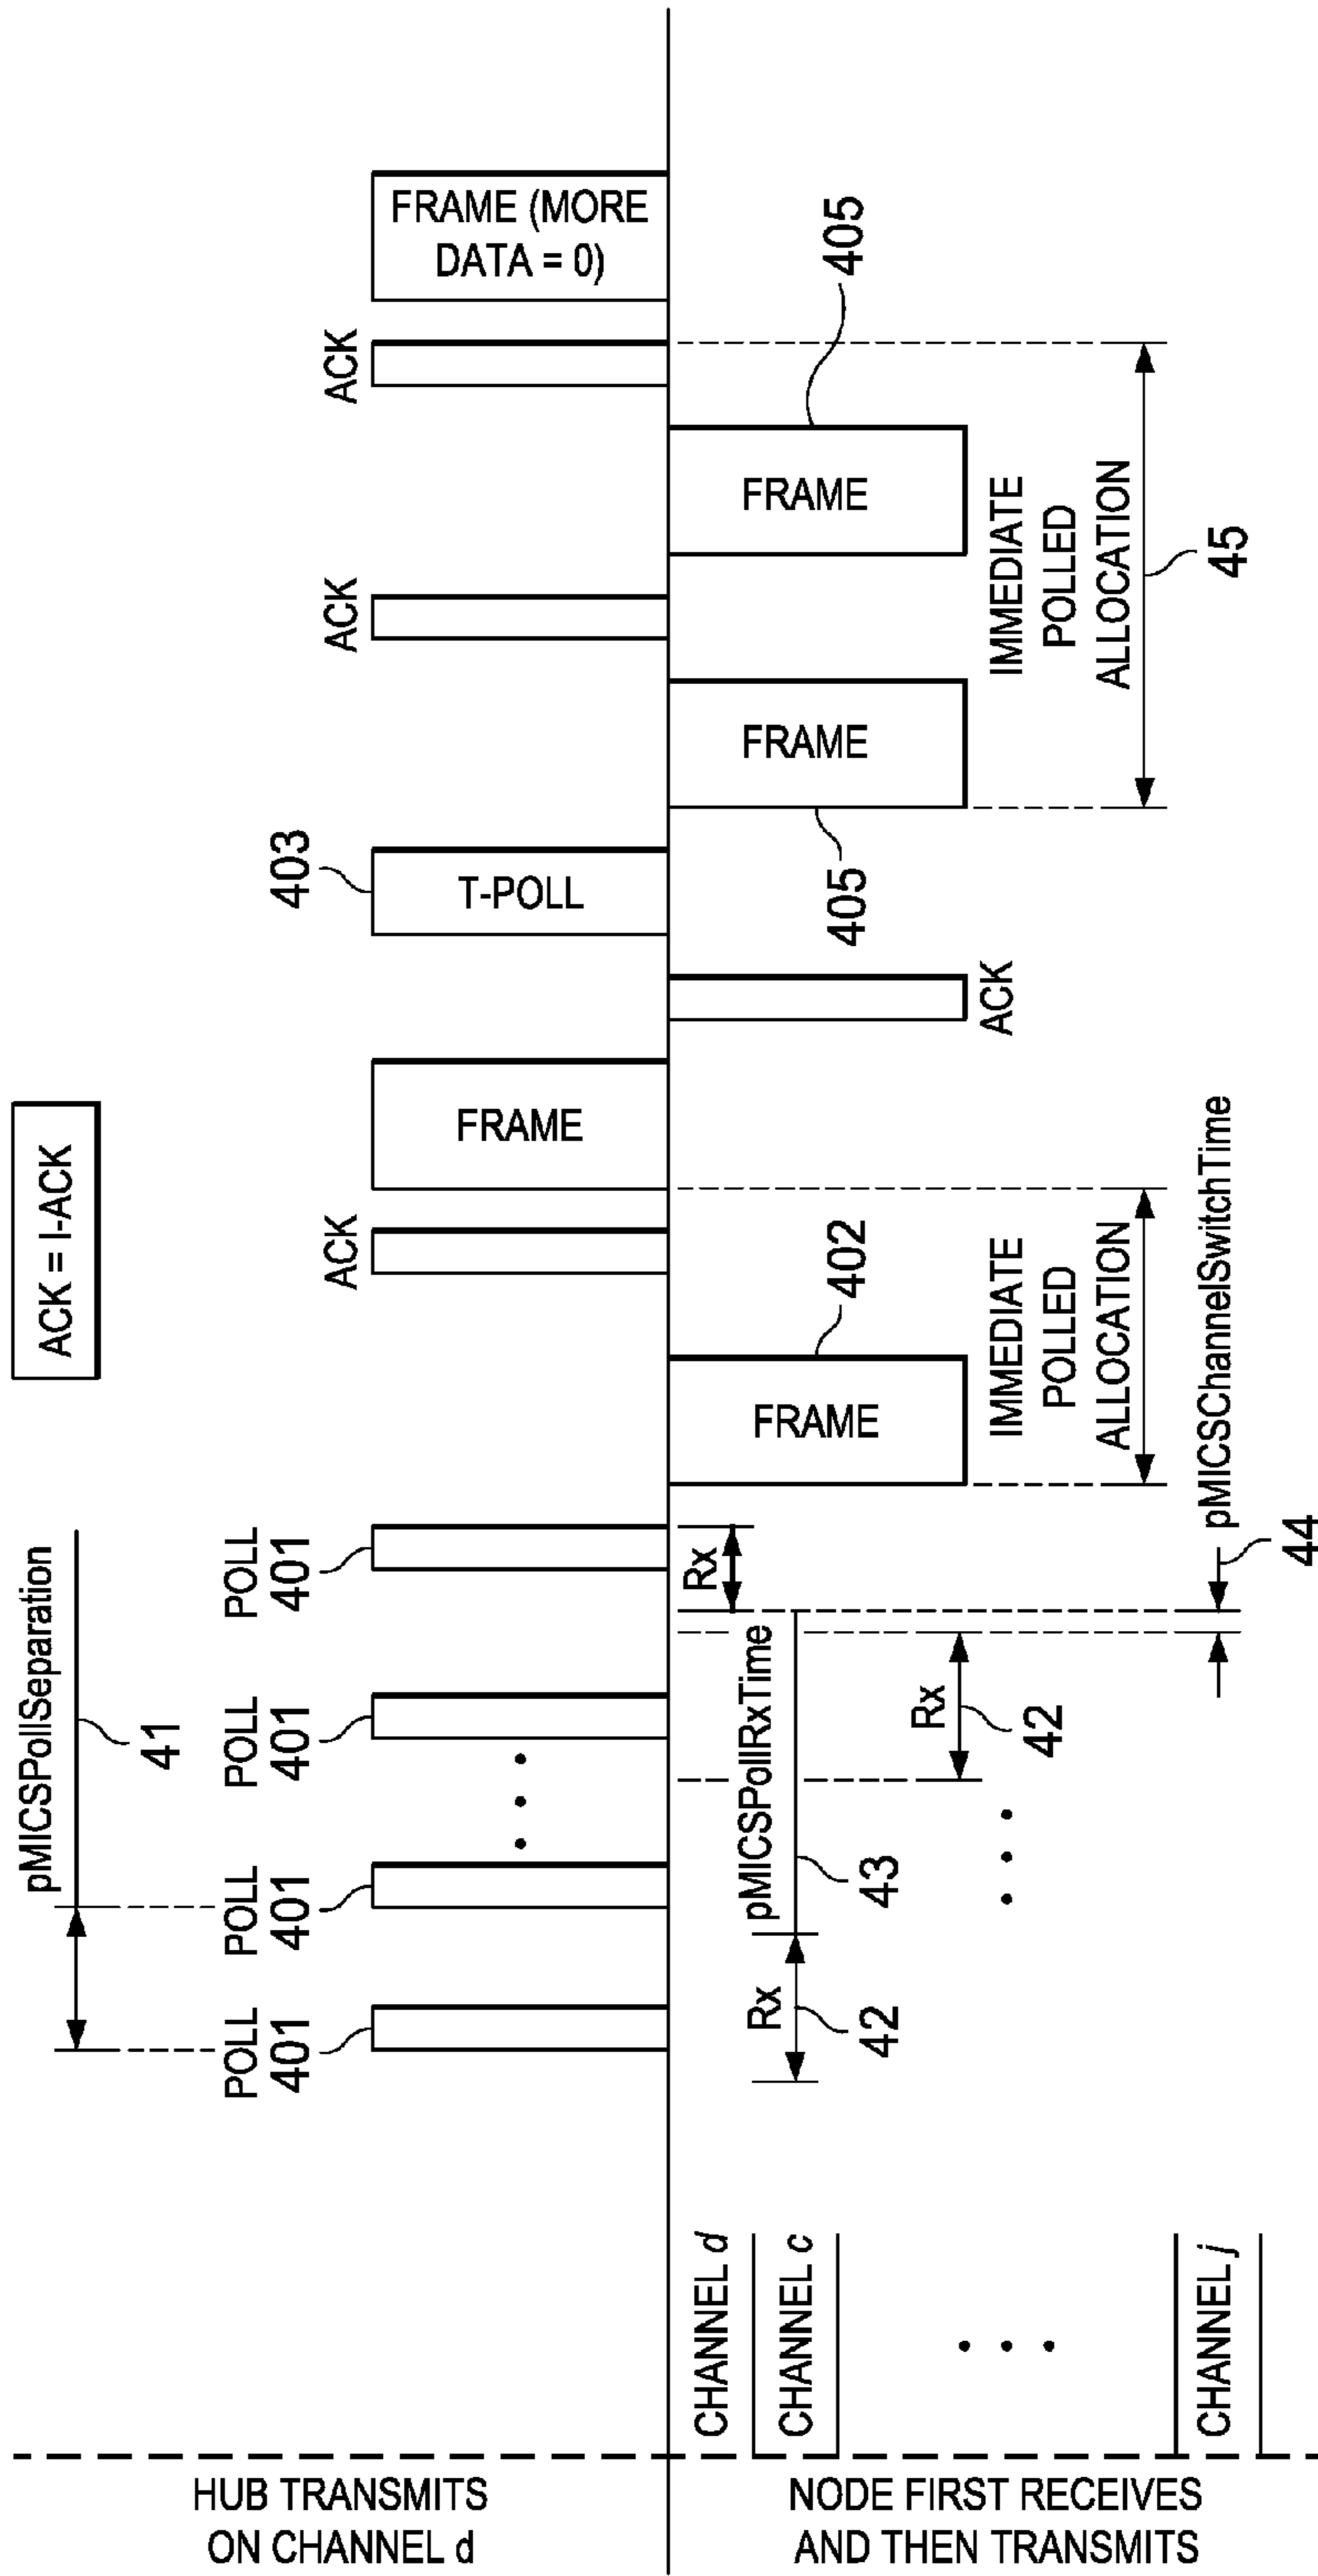 ACK = I-ACK
pMICSPollSeparation
41
POLL
401
POLL
401
POLL
401
POLL
401
ACK
FRAME
T-POLL
403
ACK
ACK
FRAME (MORE
DATA = 0)
HUB TRANSMITS
ON CHANNEL d
NODE FIRST RECEIVES
AND THEN TRANSMITS
CHANNEL d
CHANNEL c
CHANNEL j
Rx
42
pMICSPollRxTime
43
Rx
42
Rx
pMICSChannelSwitchTime
44
FRAME
402
IMMEDIATE
POLLED
ALLOCATION
ACK
FRAME
405
FRAME
405
IMMEDIATE
POLLED
ALLOCATION
45